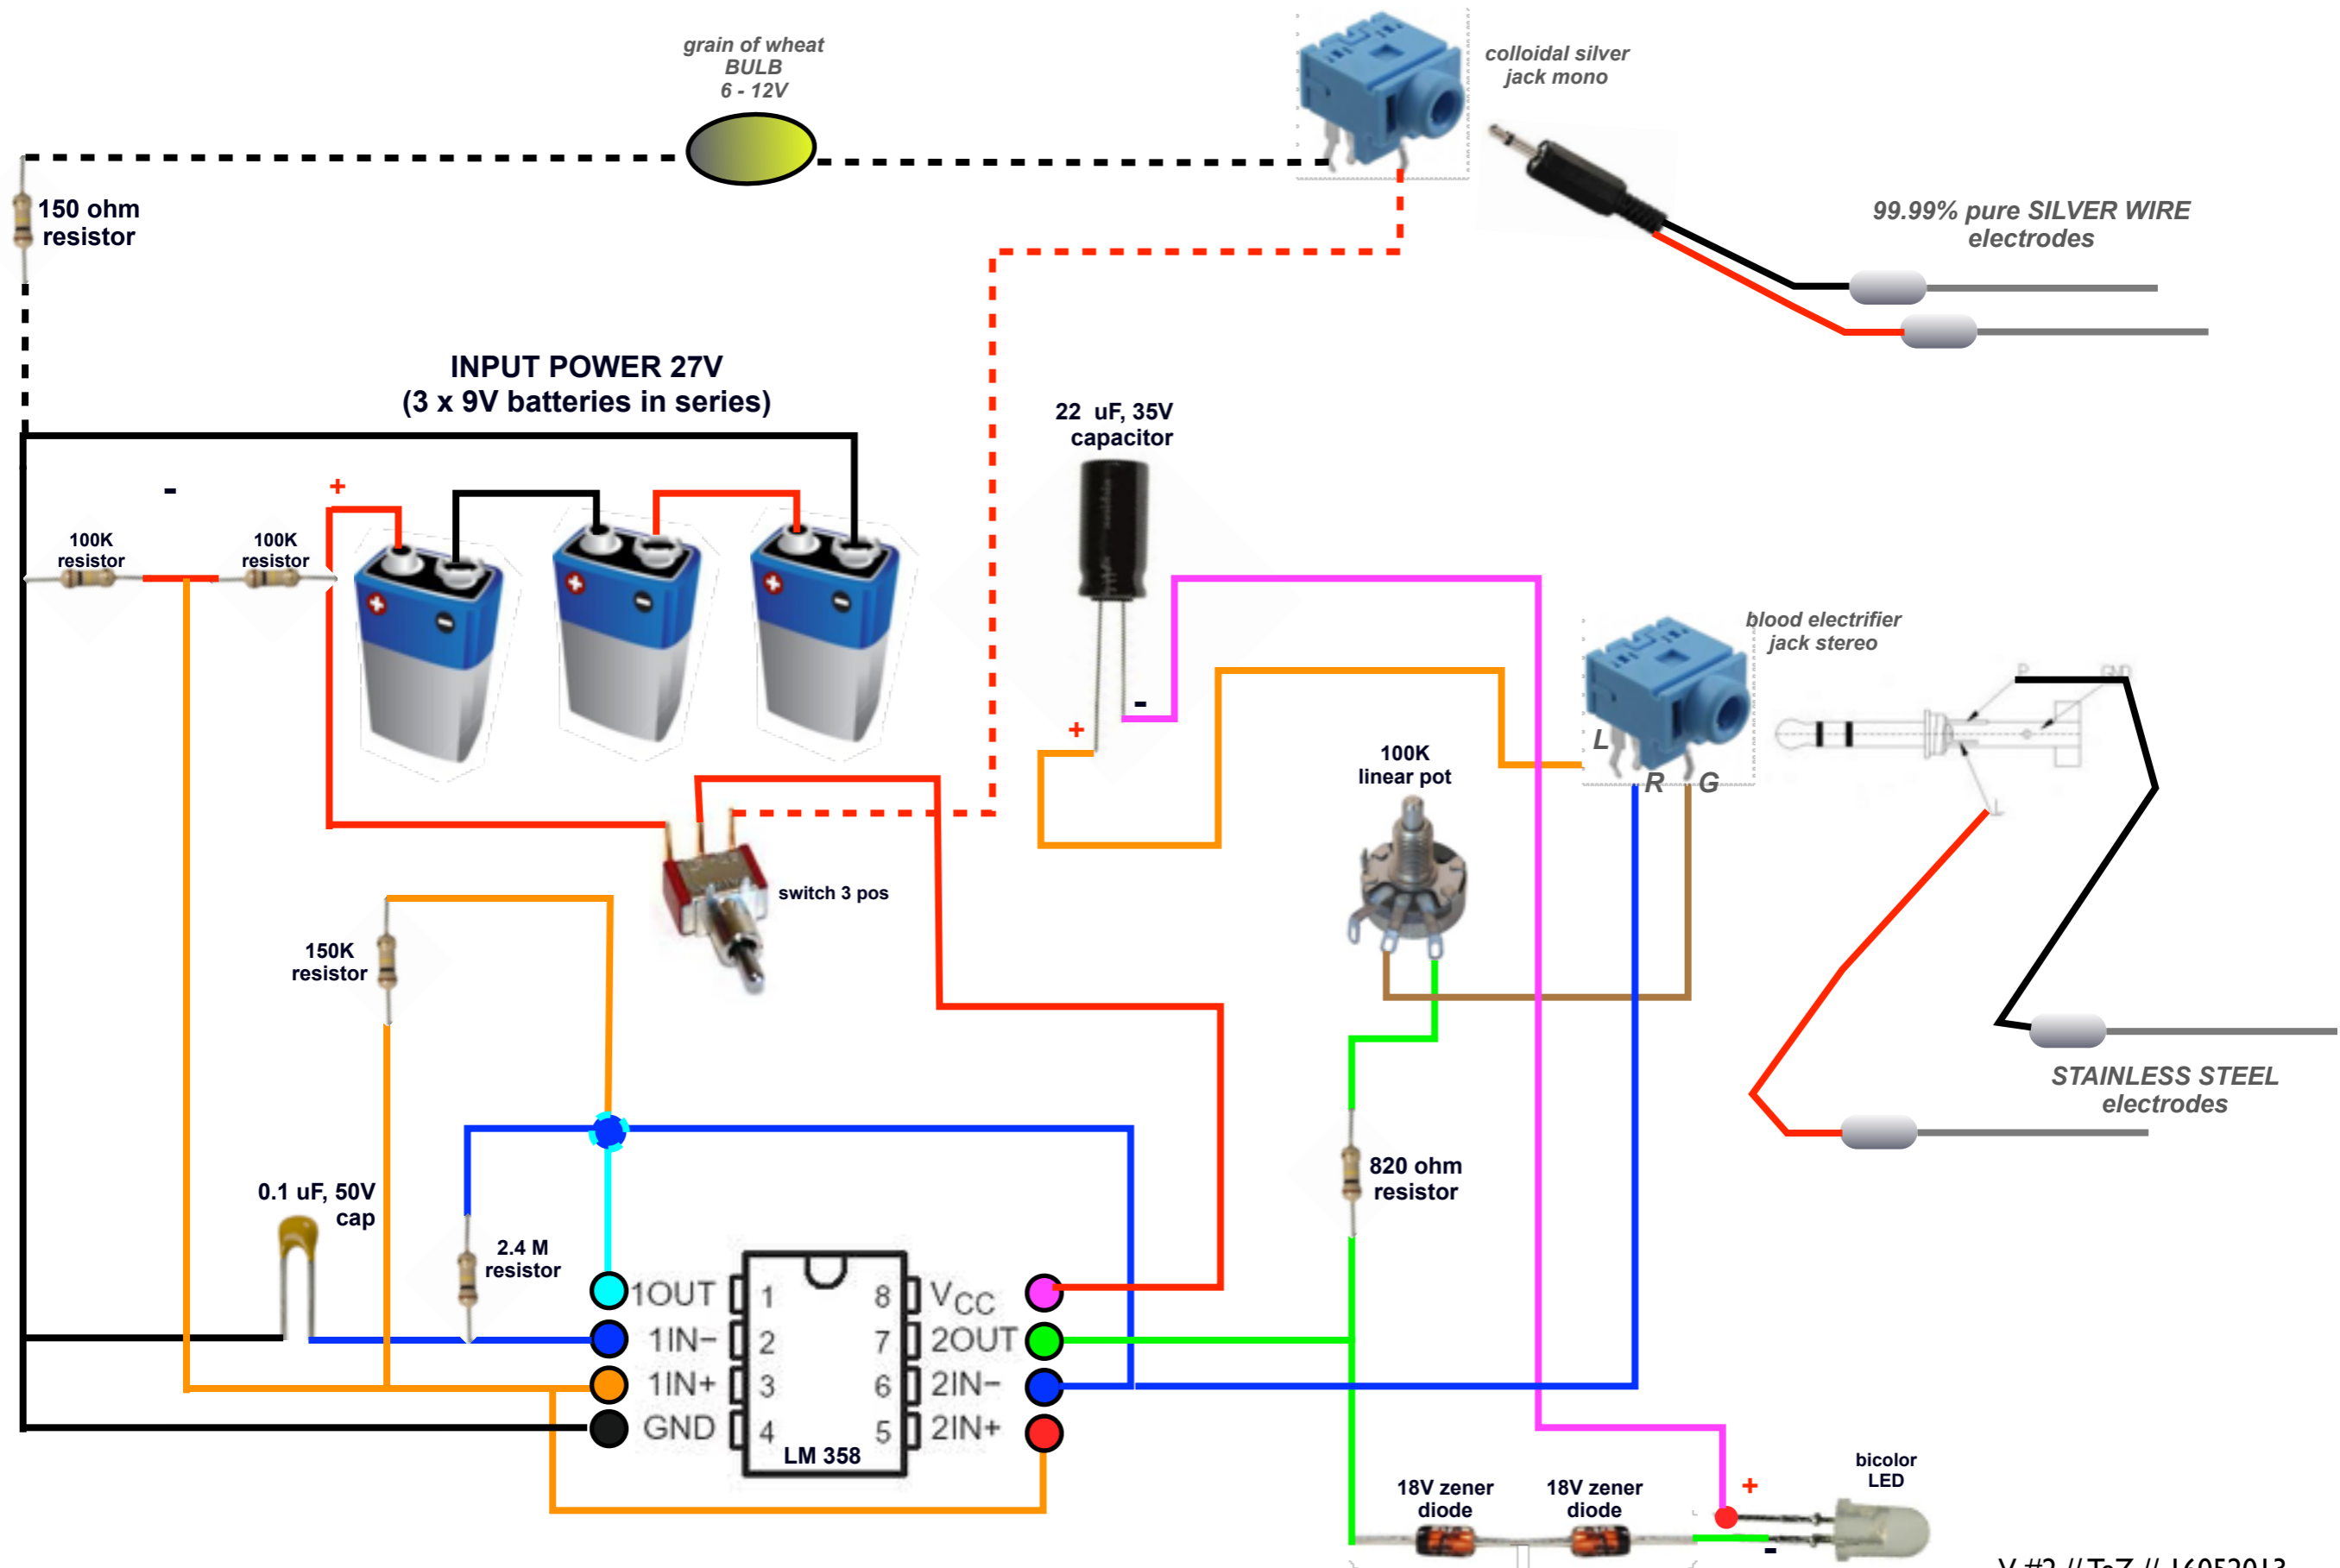 grain of wheat
BULB
6 - 12V
colloidal silver
jack mono
150 ohm
resistor
99.99% pure SILVER WIRE
electrodes
INPUT POWER 27V
(3 x 9V batteries in series)
22 uF, 35V
capacitor
-
+
100K
resistor
100K
resistor
blood electrifier
jack stereo
-
+
L
R
G
P
GND
L
100K
linear pot
switch 3 pos
150K
resistor
STAINLESS STEEL
electrodes
820 ohm
resistor
0.1 uF, 50V
cap
2.4 M
resistor
1OUT 1 8 VCC
1IN− 2 7 2OUT
1IN+ 3 6 2IN−
GND 4 5 2IN+
LM 358
18V zener
diode
18V zener
diode
bicolor
LED
+
-
V #2 // TaZ // 16052013